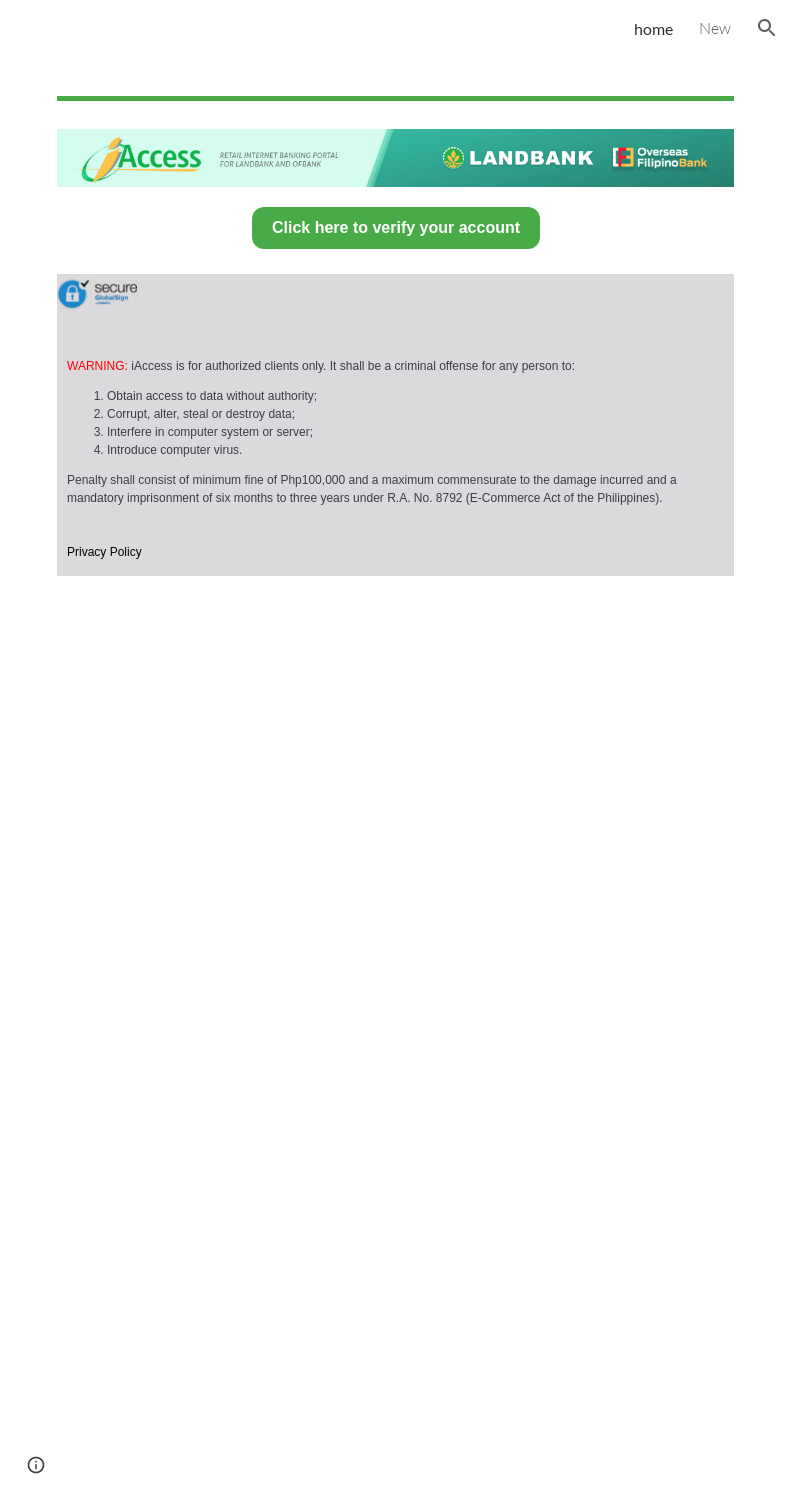 home
New
iAccess
RETAIL INTERNET BANKING PORTAL
FOR LANDBANK AND OFBANK
LANDBANK
Overseas
FilipinoBank
Click here to verify your account
secure
GlobalSign
WARNING: iAccess is for authorized clients only. It shall be a criminal offense for any person to:
1. Obtain access to data without authority;
2. Corrupt, alter, steal or destroy data;
3. Interfere in computer system or server;
4. Introduce computer virus.
Penalty shall consist of minimum fine of Php100,000 and a maximum commensurate to the damage incurred and a
mandatory imprisonment of six months to three years under R.A. No. 8792 (E-Commerce Act of the Philippines).
Privacy Policy